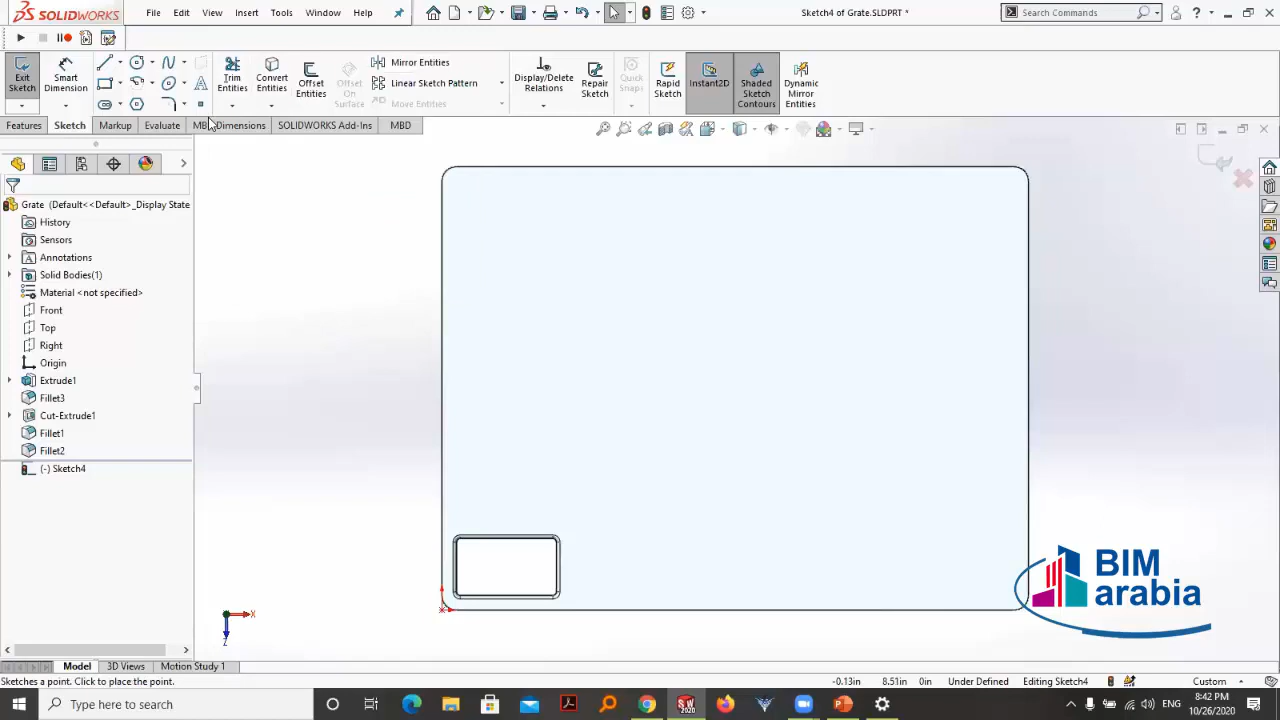 SOLIDWORKS
File
Edit
View
Insert
Tools
Window
Help
Sketch4 of Grate.SLDPRT *
Search Commands
Exit Sketch
Smart Dimension
Trim Entities
Convert Entities
Offset Entities
Offset On Surface
Mirror Entities
Linear Sketch Pattern
More Entities
Display/Delete Relations
Repair Sketch
Quick Snaps
Rapid Sketch
Instant2D
Shaded Sketch Contours
Dynamic Mirror Entities
Features
Sketch
Markup
Evaluate
MBD Dimensions
SOLIDWORKS Add-Ins
MBD
Grate (Default<<Default>_Display State
History
Sensors
Annotations
Solid Bodies(1)
Material <not specified>
Front
Top
Right
Origin
Extrude1
Fillet3
Cut-Extrude1
Fillet1
Fillet2
(-) Sketch4
X
Z
BIM
arabia
Model
3D Views
Motion Study 1
Sketches a point. Click to place the point.
-0.13in
8.51in
0in
Under Defined
Editing Sketch4
Custom
Type here to search
SW
2020
ENG
8:42 PM
10/26/2020